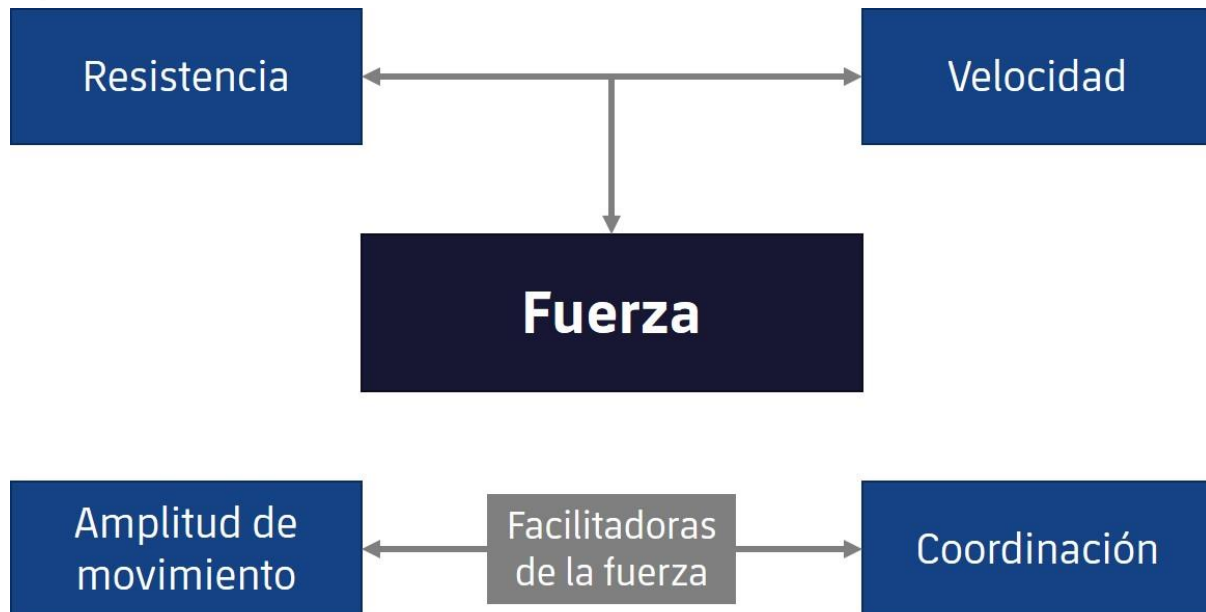 Resistencia
Velocidad
Fuerza
Amplitud de
movimiento
Facilitadoras
de la fuerza
Coordinación